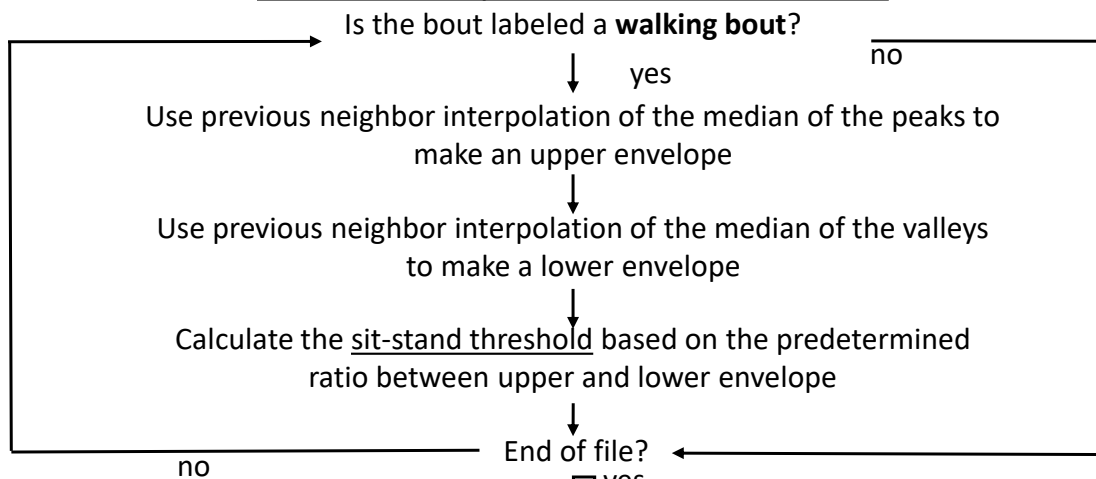 Is the bout labeled a walking bout?
no
yes
Use previous neighbor interpolation of the median of the peaks to
make an upper envelope
Use previous neighbor interpolation of the median of the valleys
to make a lower envelope
Calculate the sit-stand threshold based on the predetermined
ratio between upper and lower envelope
End of file?
no
yes